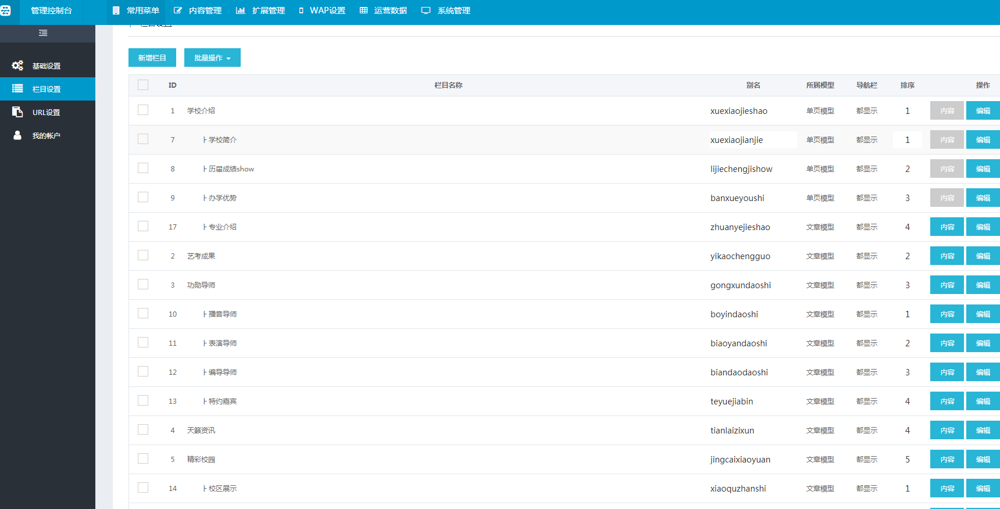 管理控制台 常用菜单 内容管理 扩展管理 WAP设置 运营数据 系统管理
栏目设置
基础设置
栏目设置
URL设置
我的帐户
新增栏目 批量操作
ID 栏目名称 别名 所属模型 导航栏 排序 操作
1 学校介绍 xuexiaojieshao 单页模型 都显示 1 内容 编辑
7 ├ 学校简介 xuexiaojianjie 单页模型 都显示 1 内容 编辑
8 ├ 历届成绩show lijiechengjishow 单页模型 都显示 2 内容 编辑
9 ├ 办学优势 banxueyoushi 单页模型 都显示 3 内容 编辑
17 ├ 专业介绍 zhuanyejieshao 文章模型 都显示 4 内容 编辑
2 艺考成果 yikaochengguo 文章模型 都显示 2 内容 编辑
3 功勋导师 gongxundaoshi 文章模型 都显示 3 内容 编辑
10 ├ 播音导师 boyindaoshi 文章模型 都显示 1 内容 编辑
11 ├ 表演导师 biaoyandaoshi 文章模型 都显示 2 内容 编辑
12 ├ 编导导师 biandaodaoshi 文章模型 都显示 3 内容 编辑
13 ├ 特约嘉宾 teyuejiabin 文章模型 都显示 4 内容 编辑
4 天籁资讯 tianlaizixun 文章模型 都显示 4 内容 编辑
5 精彩校园 jingcaixiaoyuan 文章模型 都显示 5 内容 编辑
14 ├ 校区展示 xiaoquzhanshi 文章模型 都显示 1 内容 编辑